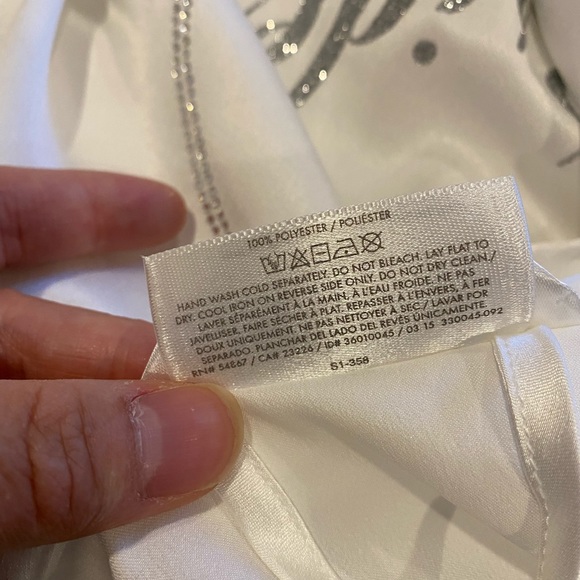 100% POLYESTER / POLIÉSTER
HAND WASH COLD SEPARATELY. DO NOT BLEACH. LAY FLAT TO
DRY. COOL IRON ON REVERSE SIDE ONLY. DO NOT DRY CLEAN /
LAVER SÉPARÉMENT À LA MAIN, À L'EAU FROIDE. NE PAS
JAVELLISER. FAIRE SÉCHER À PLAT. REPASSER À L'ENVERS, À FER
DOUX UNIQUEMENT. NE PAS NETTOYER À SEC / LAVAR POR
SEPARADO. PLANCHAR DEL LADO DEL REVÉS ÚNICAMENTE.
RN# 54867 / CA# 23226 / ID# 36010045 / 03 15 330045-092
S1-358